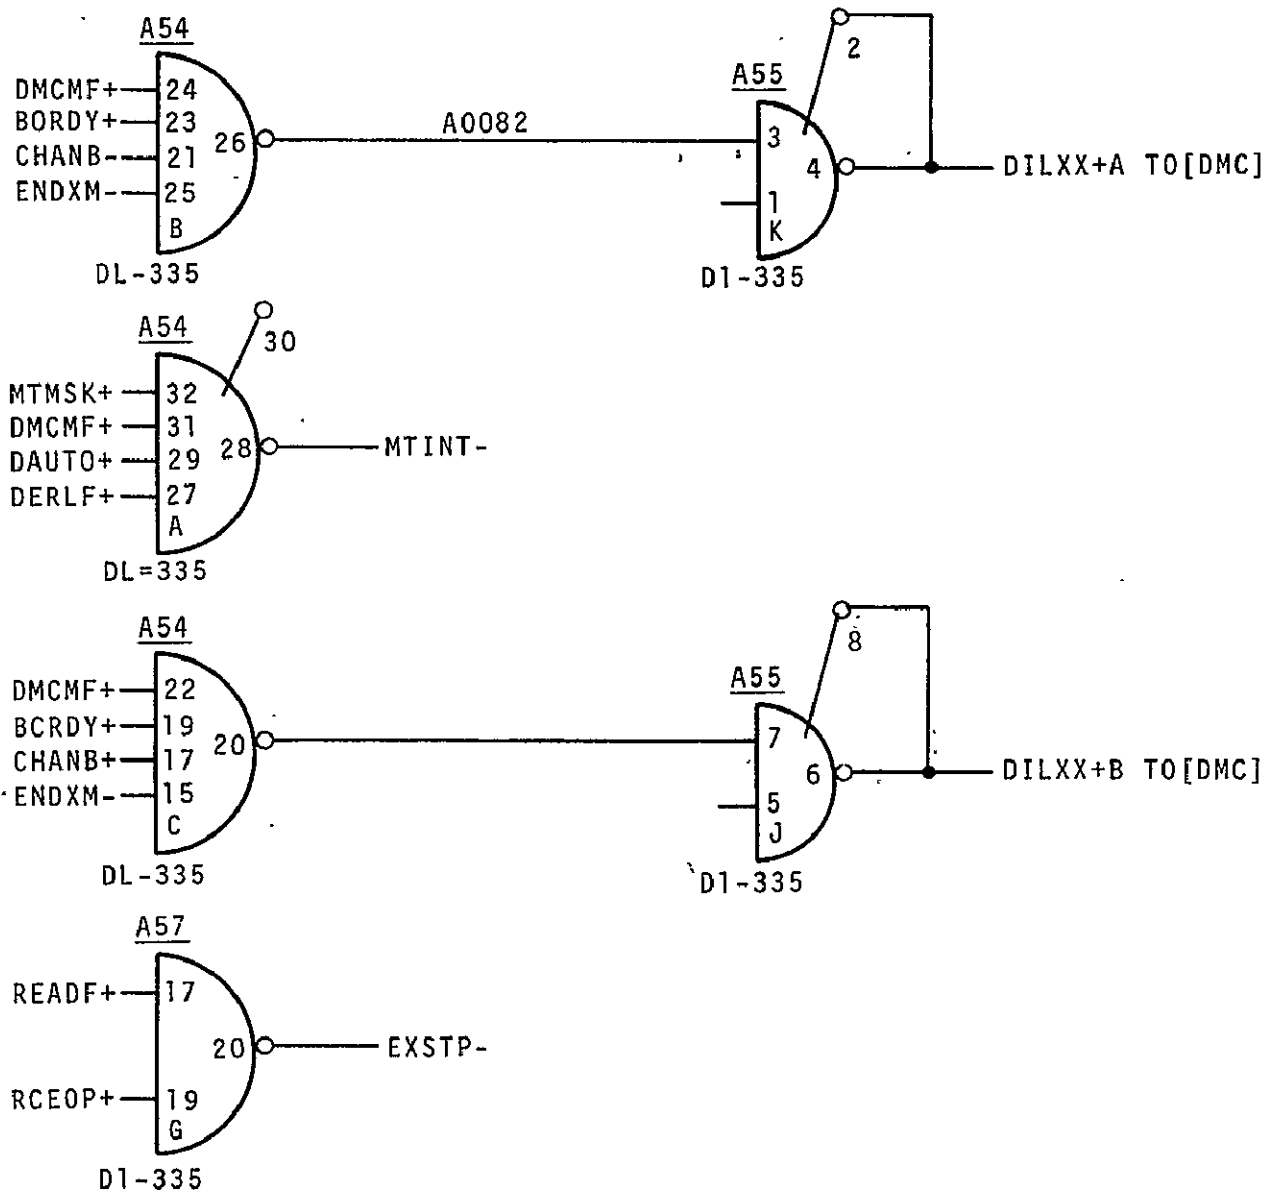 A54
DMCMF+ 24
BORDY+ 23
CHANB- 21
ENDXM- 25
26
B
DL-335
A0082
A55
2
3
4
1
K
D1-335
DILXX+A TO[DMC]
A54
30
MTMSK+ 32
DMCMF+ 31
DAUTO+ 29
DERLF+ 27
28
A
MTINT-
DL=335
A54
DMCMF+ 22
BCRDY+ 19
CHANB+ 17
ENDXM- 15
20
C
DL-335
A55
8
7
6
5
J
D1-335
DILXX+B TO[DMC]
A57
READF+ 17
20
EXSTP-
RCEOP+ 19
G
D1-335